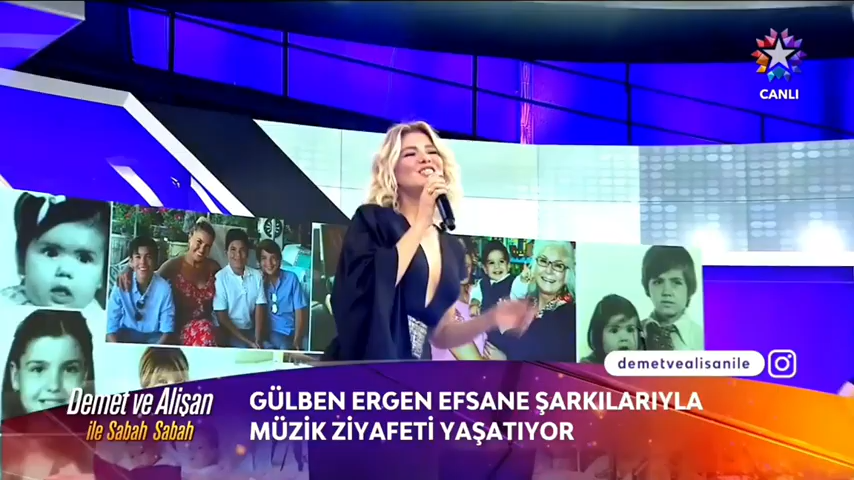 CANLI
demetvealisanile
Demet ve Alişan
ile Sabah Sabah
GÜLBEN ERGEN EFSANE ŞARKILARIYLA
MÜZİK ZİYAFETİ YAŞATIYOR